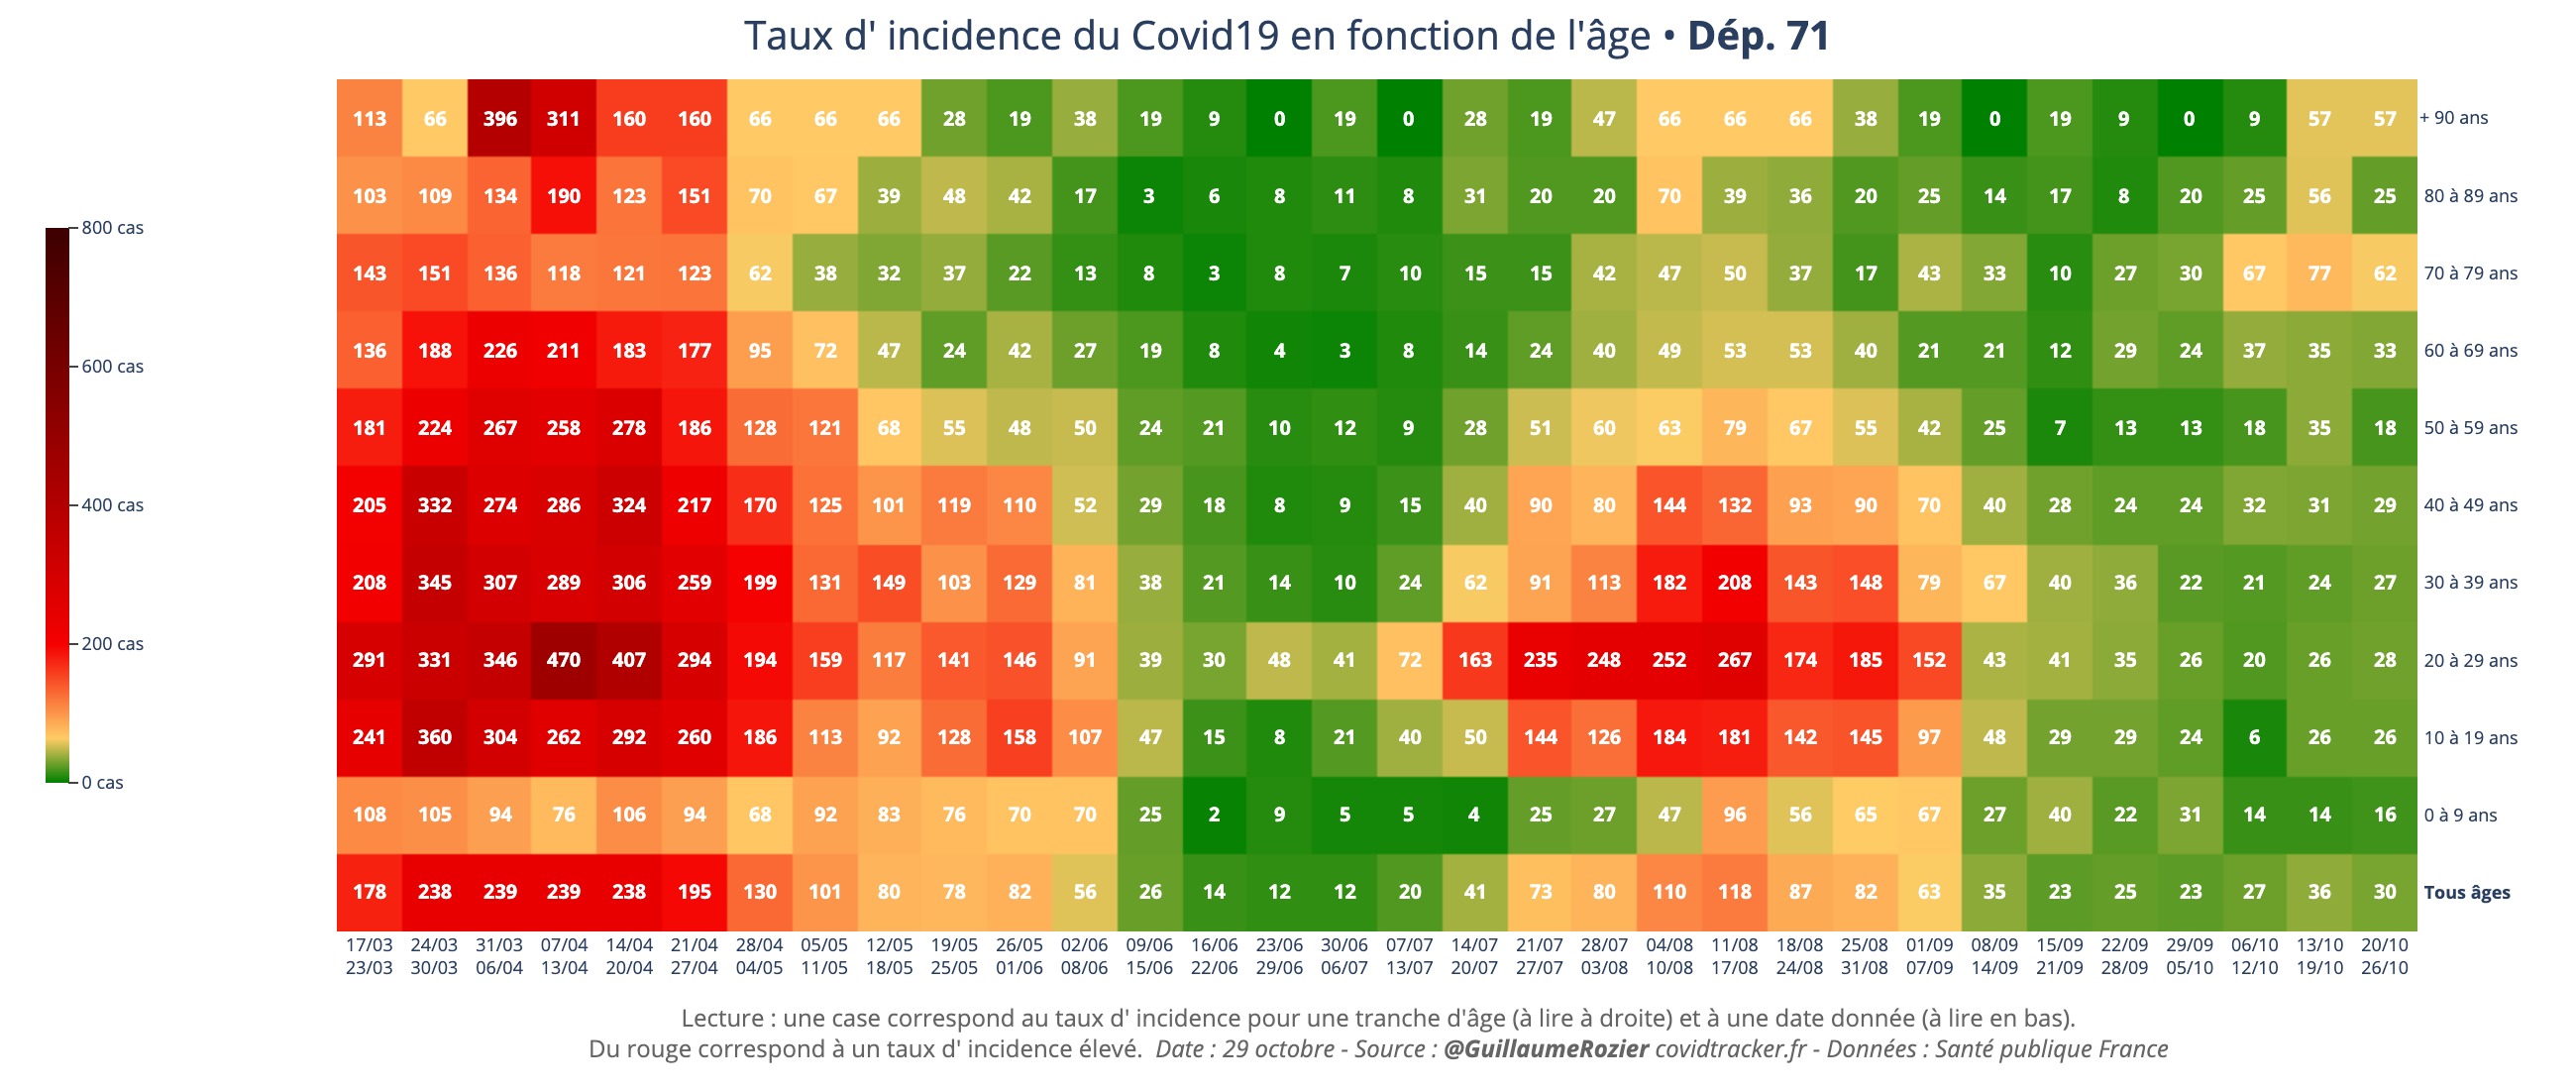 Taux d' incidence du Covid19 en fonction de l'âge • Dép. 71
113 66 396 311 160 160 66 66 66 28 19 38 19 9 0 19 0 28 19 47 66 66 66 38 19 0 19 9 0 9 57 57 + 90 ans
103 109 134 190 123 151 70 67 39 48 42 17 3 6 8 11 8 31 20 20 70 39 36 20 25 14 17 8 20 25 56 25 80 à 89 ans
800 cas
143 151 136 118 121 123 62 38 32 37 22 13 8 3 8 7 10 15 15 42 47 50 37 17 43 33 10 27 30 67 77 62 70 à 79 ans
136 188 226 211 183 177 95 72 47 24 42 27 19 8 4 3 8 14 24 40 49 53 53 40 21 21 12 29 24 37 35 33 60 à 69 ans
600 cas
181 224 267 258 278 186 128 121 68 55 48 50 24 21 10 12 9 28 51 60 63 79 67 55 42 25 7 13 13 18 35 18 50 à 59 ans
400 cas
205 332 274 286 324 217 170 125 101 119 110 52 29 18 8 9 15 40 90 80 144 132 93 90 70 40 28 24 24 32 31 29 40 à 49 ans
208 345 307 289 306 259 199 131 149 103 129 81 38 21 14 10 24 62 91 113 182 208 143 148 79 67 40 36 22 21 24 27 30 à 39 ans
200 cas
291 331 346 470 407 294 194 159 117 141 146 91 39 30 48 41 72 163 235 248 252 267 174 185 152 43 41 35 26 20 26 28 20 à 29 ans
241 360 304 262 292 260 186 113 92 128 158 107 47 15 8 21 40 50 144 126 184 181 142 145 97 48 29 29 24 6 26 26 10 à 19 ans
0 cas
108 105 94 76 106 94 68 92 83 76 70 70 25 2 9 5 5 4 25 27 47 96 56 65 67 27 40 22 31 14 14 16 0 à 9 ans
178 238 239 239 238 195 130 101 80 78 82 56 26 14 12 12 20 41 73 80 110 118 87 82 63 35 23 25 23 27 36 30 Tous âges
17/03 24/03 31/03 07/04 14/04 21/04 28/04 05/05 12/05 19/05 26/05 02/06 09/06 16/06 23/06 30/06 07/07 14/07 21/07 28/07 04/08 11/08 18/08 25/08 01/09 08/09 15/09 22/09 29/09 06/10 13/10 20/10
23/03 30/03 06/04 13/04 20/04 27/04 04/05 11/05 18/05 25/05 01/06 08/06 15/06 22/06 29/06 06/07 13/07 20/07 27/07 03/08 10/08 17/08 24/08 31/08 07/09 14/09 21/09 28/09 05/10 12/10 19/10 26/10
Lecture : une case correspond au taux d' incidence pour une tranche d'âge (à lire à droite) et à une date donnée (à lire en bas).
Du rouge correspond à un taux d' incidence élevé. Date : 29 octobre - Source : @GuillaumeRozier covidtracker.fr - Données : Santé publique France